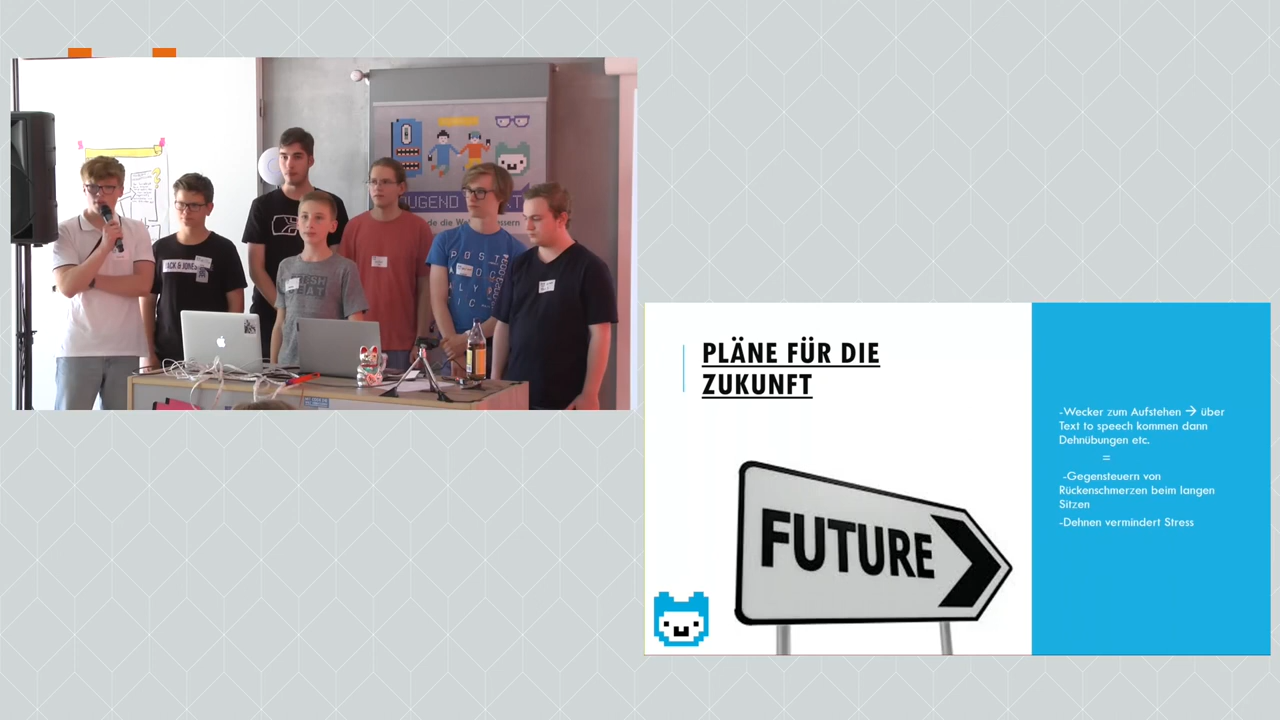 JUGEND
PLÄNE FÜR DIE
ZUKUNFT
FUTURE
-Wecker zum Aufstehen → über
Text to speech kommen dann
Dehnübungen etc.
=
-Gegensteuern von
Rückenschmerzen beim langen
Sitzen
-Dehnen vermindert Stress